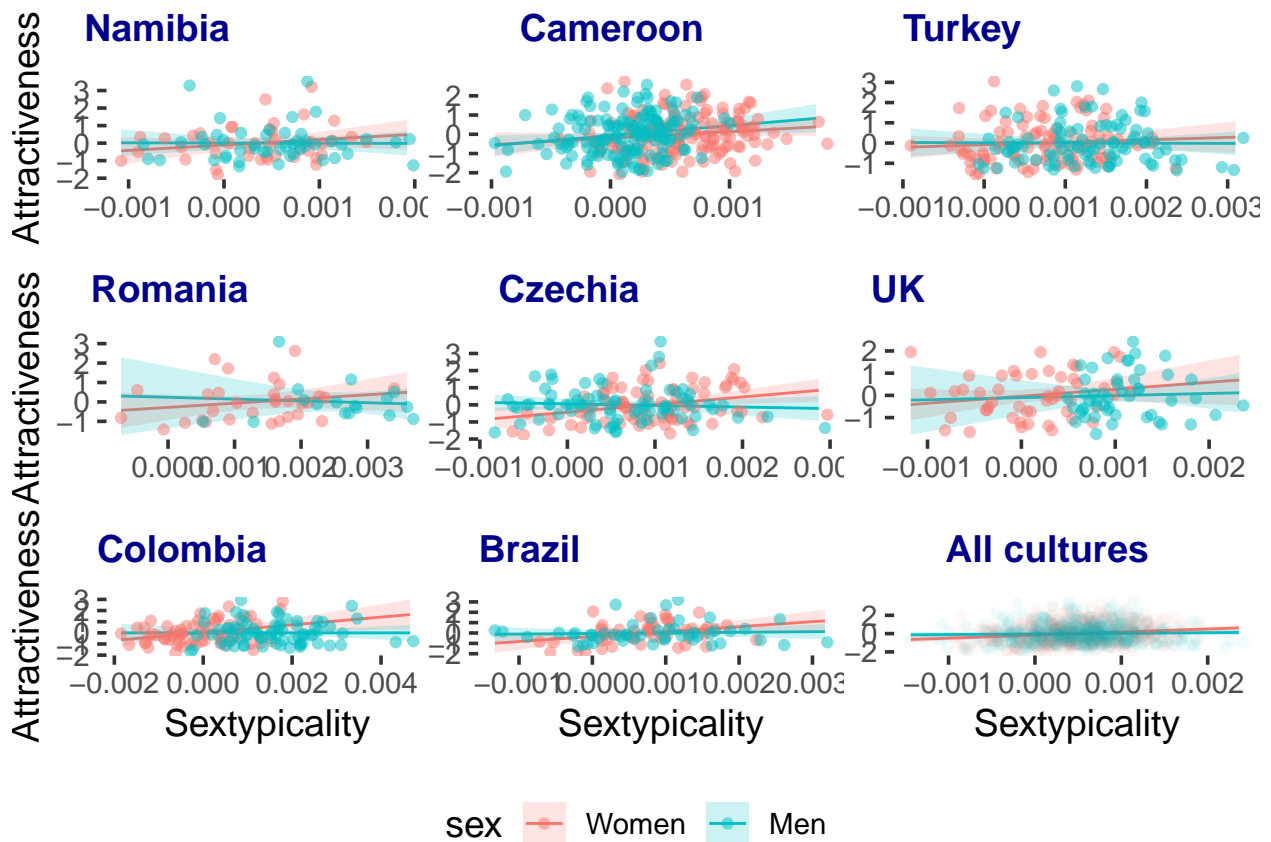 Namibia Cameroon Turkey
Attractiveness
3
2
1
0
−1
−2
−0.001 0.000 0.001
2
1
0
−1
−2
−0.001 0.000 0.001
3
2
1
0
−1
−0.001 0.000 0.001 0.002 0.003
Romania Czechia UK
Attractiveness
3
2
1
0
−1
0.000 0.001 0.002 0.003
3
2
1
0
−1
−2
−0.001 0.000 0.001 0.002
2
1
0
−1
−0.001 0.000 0.001 0.002
Colombia Brazil All cultures
Attractiveness
3
2
1
0
−1
−2
−0.002 0.000 0.002 0.004
3
2
1
0
−1
−2
−0.001 0.000 0.001 0.002 0.003
2
0
−2
−0.001 0.000 0.001 0.002
Sextypicality Sextypicality Sextypicality
sex Women Men